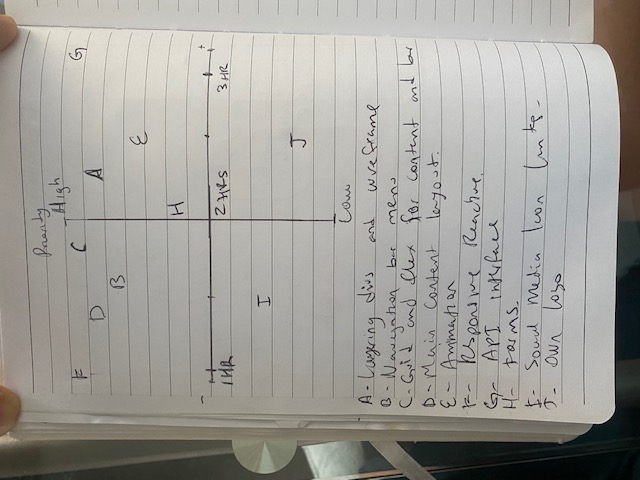 Priority
High
F
C
G
D
A
B
E
H
- +
1HR 2HRS 3HR
I
J
Low
A- Layering divs and wireframe
B- Navigation bar menu
C- Grid and flex for content and bar
D- Main Content layout.
E- Animation
F- Responsive Reactive.
G- API interface
H- Forms.
I- Social Media Icon links-
J- Own logo